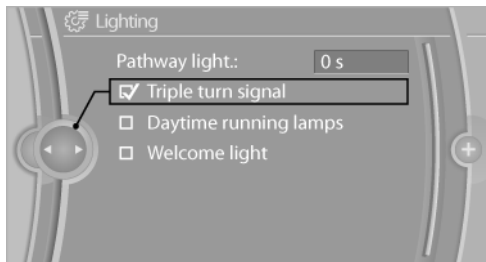 Lighting
Pathway light.: 0 s
Triple turn signal
Daytime running lamps
Welcome light